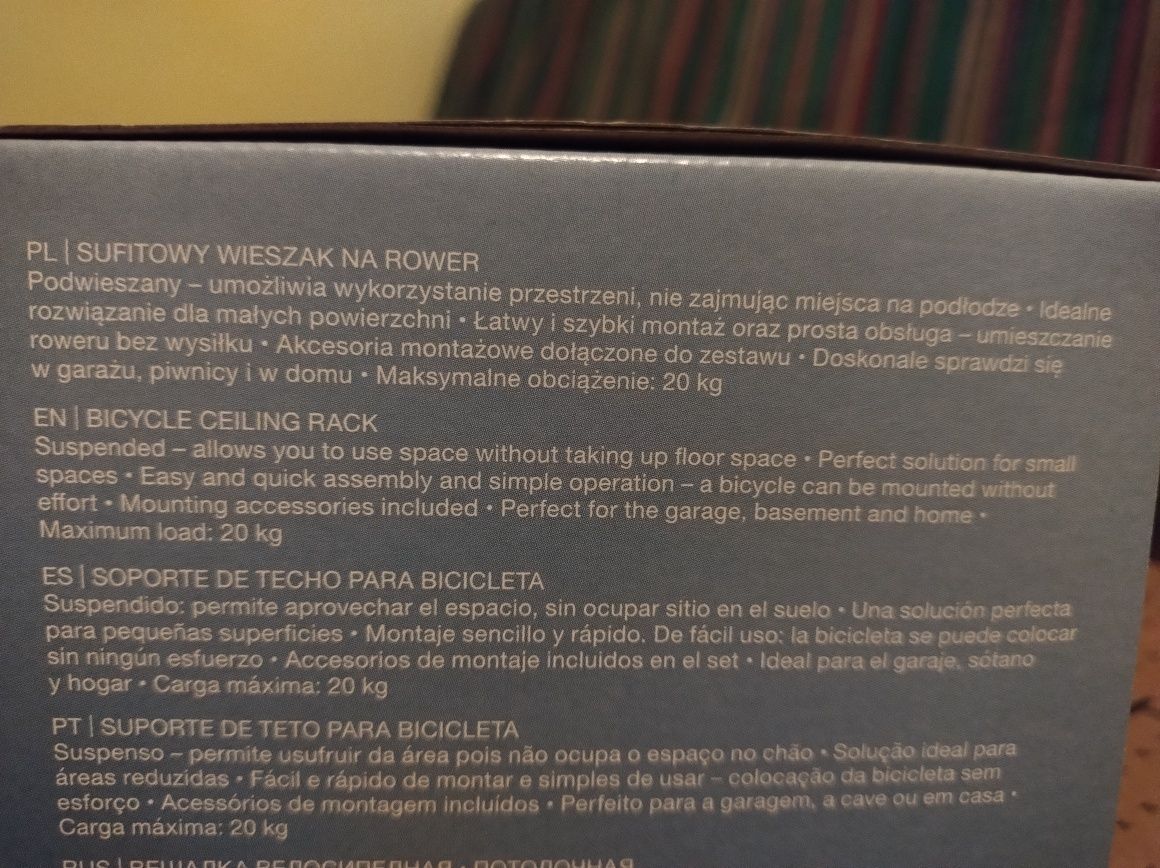 PL | SUFITOWY WIESZAK NA ROWER
Podwieszany – umożliwia wykorzystanie przestrzeni, nie zajmując miejsca na podłodze • Idealne
rozwiązanie dla małych powierzchni • Łatwy i szybki montaż oraz prosta obsługa – umieszczanie
roweru bez wysiłku • Akcesoria montażowe dołączone do zestawu • Doskonale sprawdzi się
w garażu, piwnicy i w domu • Maksymalne obciążenie: 20 kg
EN | BICYCLE CEILING RACK
Suspended – allows you to use space without taking up floor space • Perfect solution for small
spaces • Easy and quick assembly and simple operation – a bicycle can be mounted without
effort • Mounting accessories included • Perfect for the garage, basement and home •
Maximum load: 20 kg
ES | SOPORTE DE TECHO PARA BICICLETA
Suspendido: permite aprovechar el espacio, sin ocupar sitio en el suelo • Una solución perfecta
para pequeñas superficies • Montaje sencillo y rápido. De fácil uso: la bicicleta se puede colocar
sin ningún esfuerzo • Accesorios de montaje incluidos en el set • Ideal para el garaje, sótano
y hogar • Carga máxima: 20 kg
PT | SUPORTE DE TETO PARA BICICLETA
Suspenso – permite usufruir da área pois não ocupa o espaço no chão • Solução ideal para
áreas reduzidas • Fácil e rápido de montar e simples de usar – colocação da bicicleta sem
esforço • Acessórios de montagem incluídos • Perfeito para a garagem, a cave ou em casa •
Carga máxima: 20 kg
RUS | ВЕШАЛКА ВЕЛОСИПЕДНАЯ • ПОТОЛОЧНАЯ